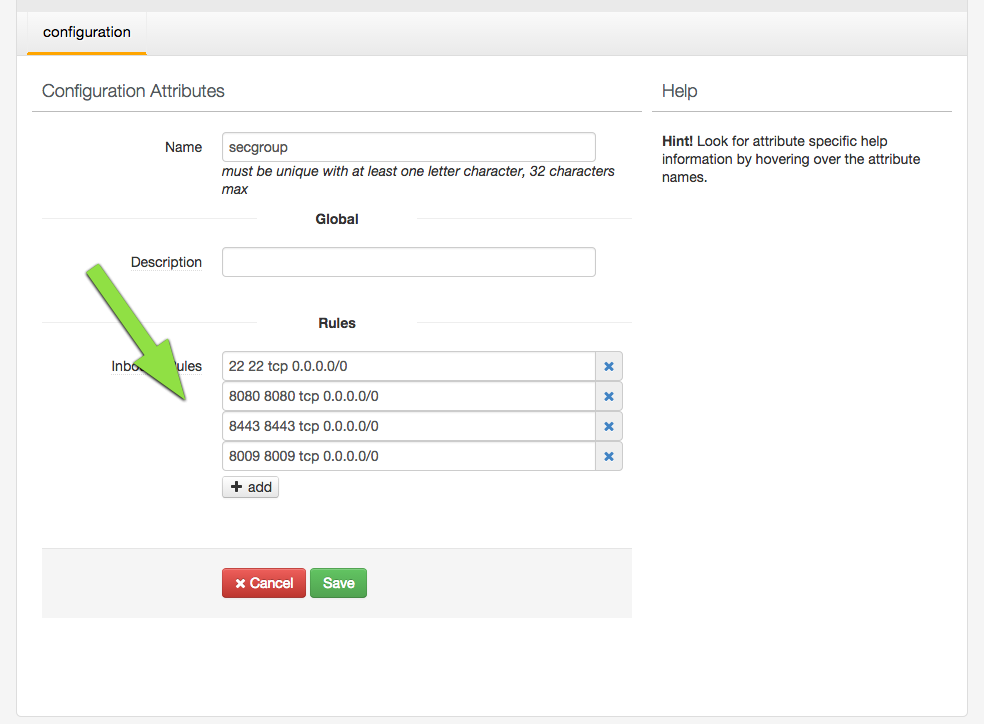 configuration
Configuration Attributes
Help
Name
secgroup
must be unique with at least one letter character, 32 characters
max
Hint! Look for attribute specific help
information by hovering over the attribute
names.
Global
Description
Rules
22 22 tcp 0.0.0.0/0
8080 8080 tcp 0.0.0.0/0
8443 8443 tcp 0.0.0.0/0
8009 8009 tcp 0.0.0.0/0
add
Cancel
Save